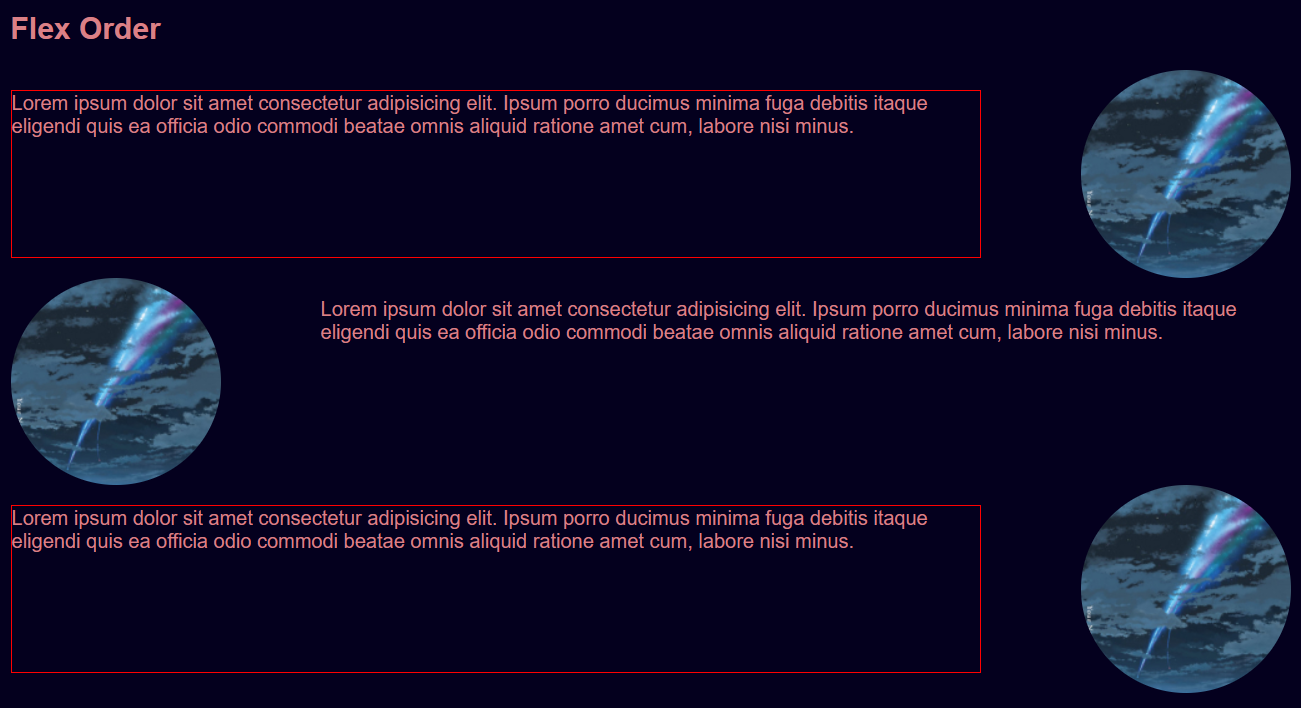 Flex Order
Lorem ipsum dolor sit amet consectetur adipisicing elit. Ipsum porro ducimus minima fuga debitis itaque
eligendi quis ea officia odio commodi beatae omnis aliquid ratione amet cum, labore nisi minus.
Lorem ipsum dolor sit amet consectetur adipisicing elit. Ipsum porro ducimus minima fuga debitis itaque
eligendi quis ea officia odio commodi beatae omnis aliquid ratione amet cum, labore nisi minus.
Lorem ipsum dolor sit amet consectetur adipisicing elit. Ipsum porro ducimus minima fuga debitis itaque
eligendi quis ea officia odio commodi beatae omnis aliquid ratione amet cum, labore nisi minus.